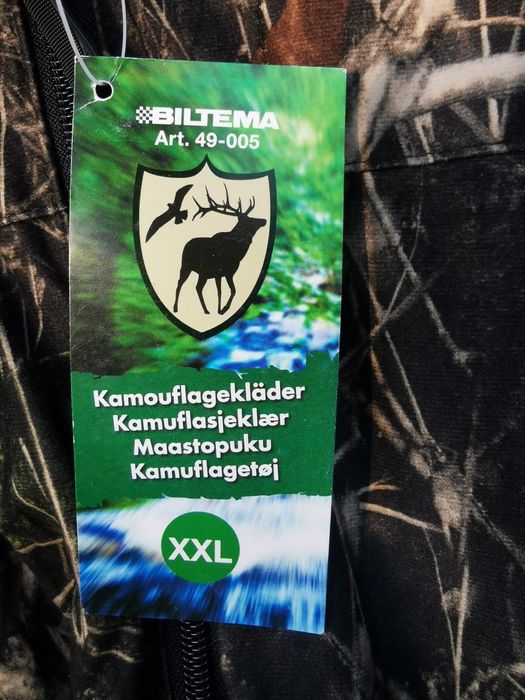 BILTEMA
Art. 49-005
Kamouflagekläder
Kamuflasjeklær
Maastopuku
Kamuflagetøj
XXL